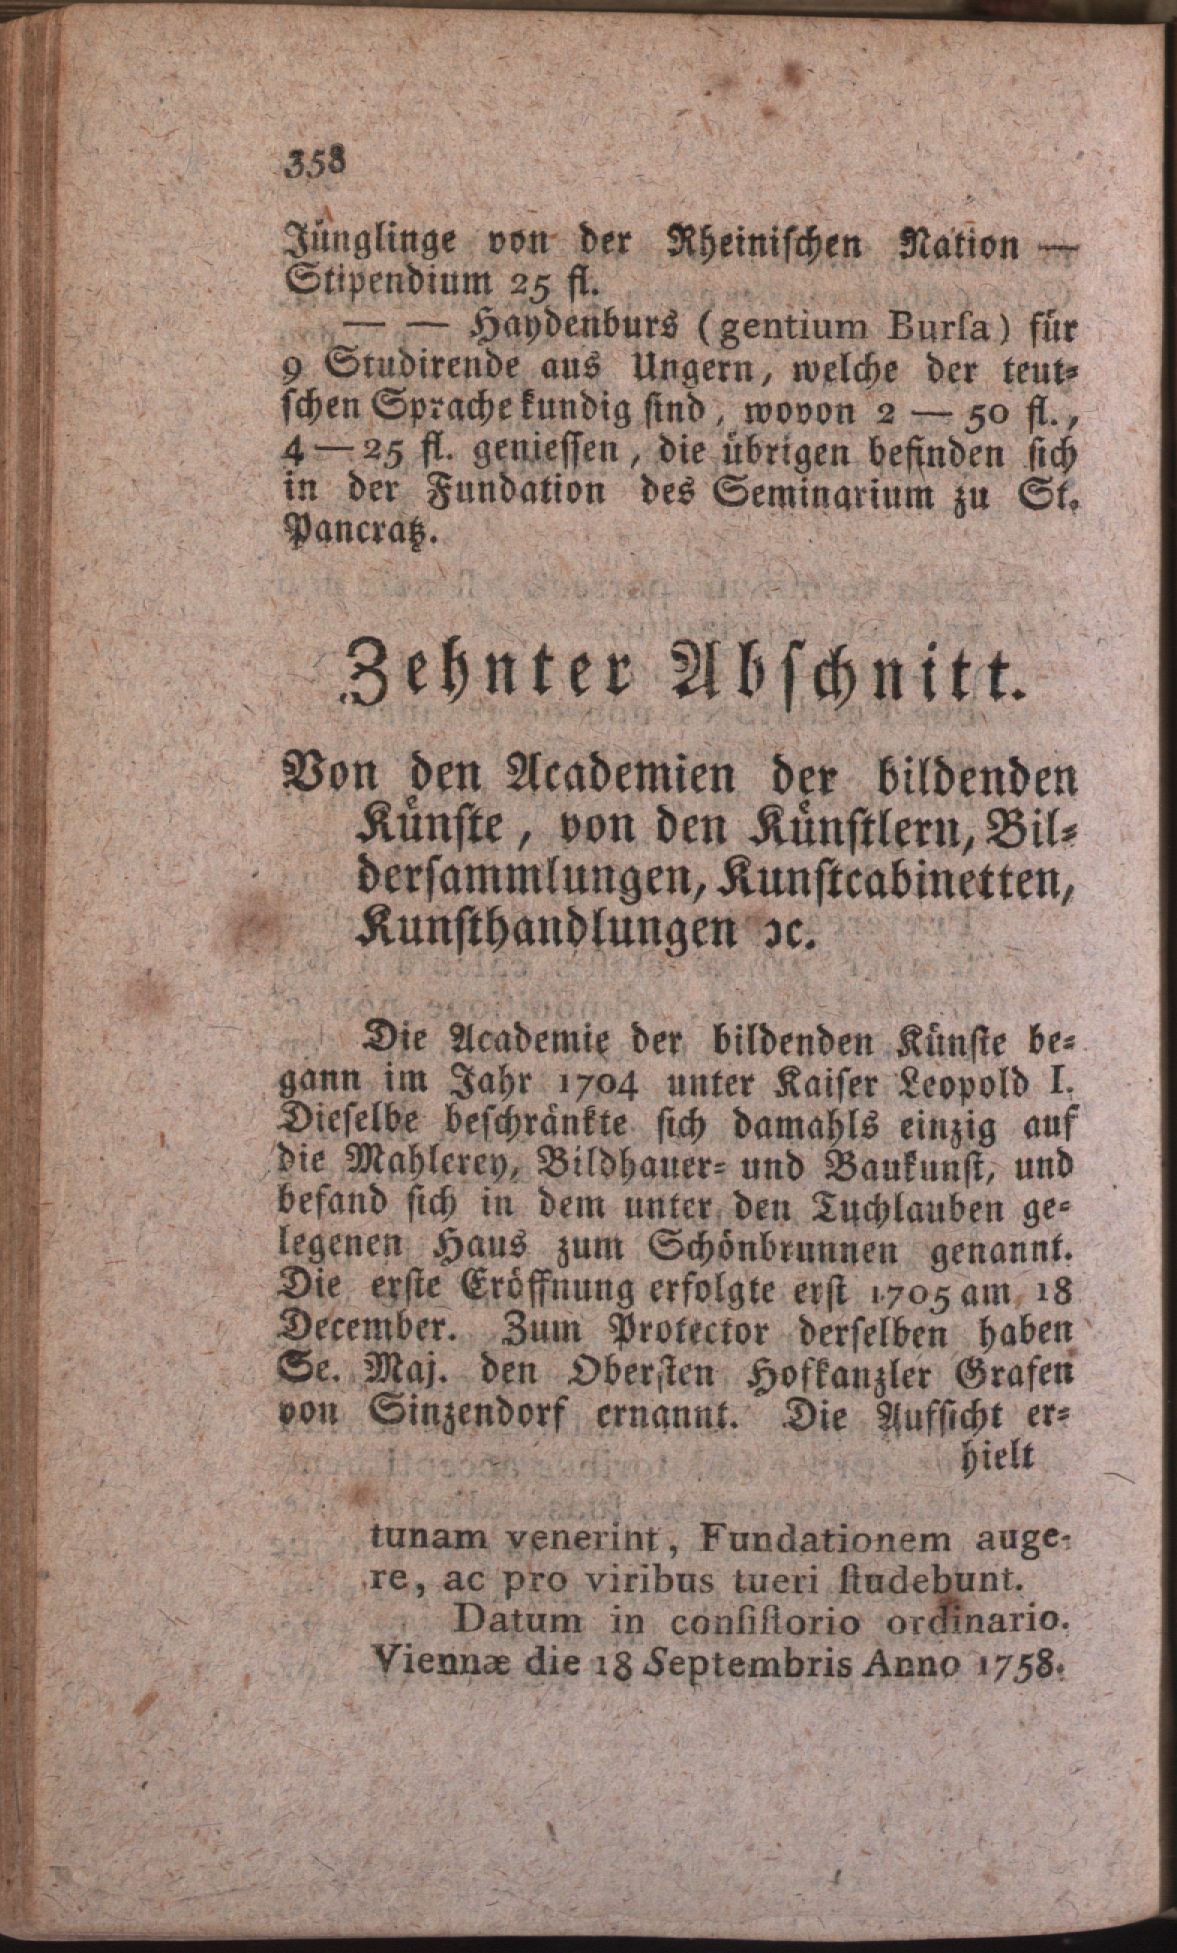 358
Jünglinge von der Rheinischen Nation —
Stipendium 25 fl.
— — Haydenburs (gentium Bursa) für
9 Studirende aus Ungern, welche der teut-
schen Sprache kundig sind, wovon 2 — 50 fl.,
4 — 25 fl. geniessen, die übrigen befinden sich
in der Fundation des Seminarium zu St.
Pancratz.
Zehnter Abschnitt.
Von den Academien der bildenden
Künste, von den Künstlern, Bil-
dersammlungen, Kunstcabinetten,
Kunsthandlungen ꝛc.
Die Academie der bildenden Künste be-
gann im Jahr 1704 unter Kaiser Leopold I.
Dieselbe beschränkte sich damahls einzig auf
die Mahlerey, Bildhauer- und Baukunst, und
befand sich in dem unter den Tuchlauben ge-
legenen Haus zum Schönbrunnen genannt.
Die erste Eröffnung erfolgte erst 1705 am 18
December. Zum Protector derselben haben
Se. Maj. den Obersten Hofkanzler Grafen
von Sinzendorf ernannt. Die Aufsicht er-
hielt
tunam venerint, Fundationem auge-
re, ac pro viribus tueri studebunt.
Datum in consistorio ordinario.
Viennæ die 18 Septembris Anno 1758.